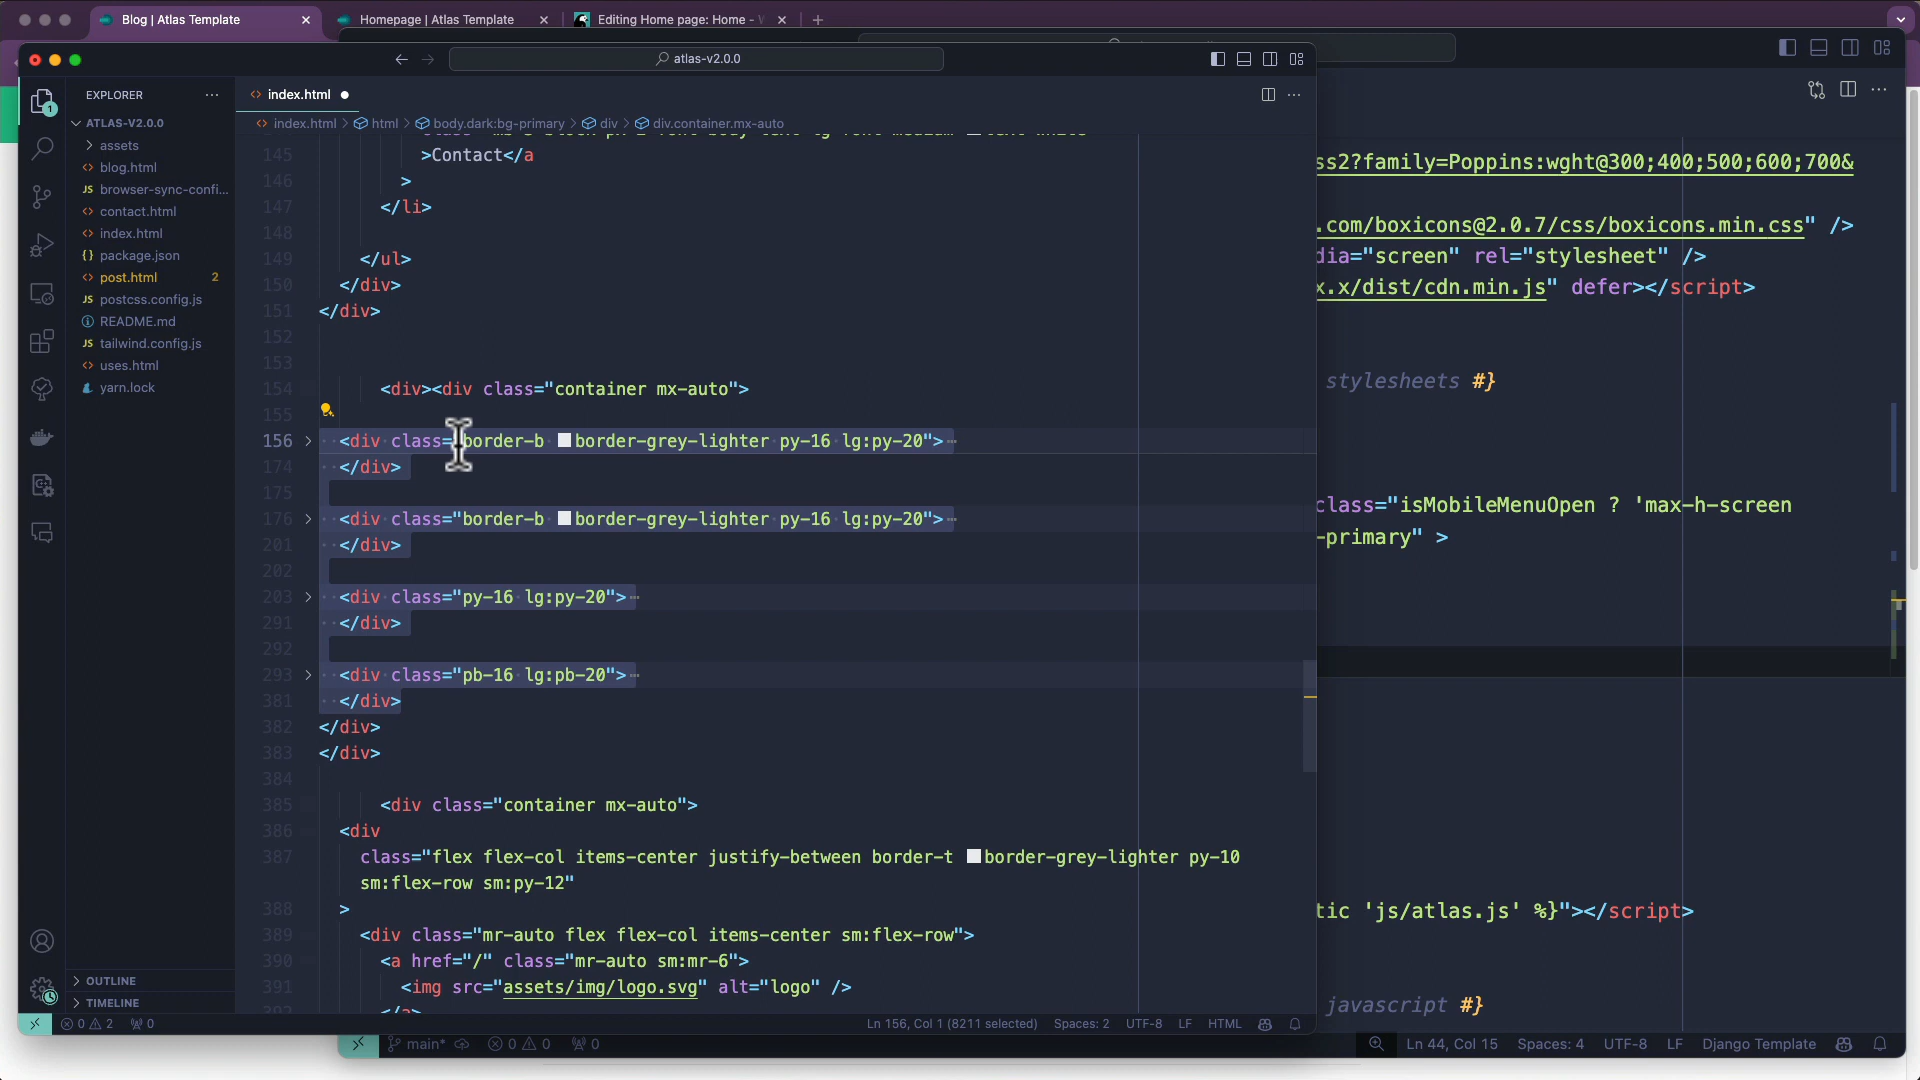 Blog | Atlas Template
Homepage | Atlas Template
Editing Home page: Home -
atlas-v2.0.0
EXPLORER
index.html
ATLAS-V2.0.0
index.html > html > body.dark:bg-primary > div > div.container.mx-auto
assets
blog.html
browser-sync-confi...
contact.html
index.html
package.json
post.html 2
postcss.config.js
README.md
tailwind.config.js
uses.html
yarn.lock
OUTLINE
TIMELINE
1
145 >Contact</a
146 >
147 </li>
148
149 </ul>
150 </div>
151 </div>
152
153
154 <div><div class="container mx-auto">
155
156 <div class="border-b border-grey-lighter py-16 lg:py-20">
174 </div>
175
176 <div class="border-b border-grey-lighter py-16 lg:py-20">
201 </div>
202
203 <div class="py-16 lg:py-20">
291 </div>
292
293 <div class="pb-16 lg:pb-20">
381 </div>
382 </div>
383 </div>
384
385 <div class="container mx-auto">
386 <div
387 class="flex flex-col items-center justify-between border-t border-grey-lighter py-10
sm:flex-row sm:py-12"
388 >
389 <div class="mr-auto flex flex-col items-center sm:flex-row">
390 <a href="/" class="mr-auto sm:mr-6">
391 <img src="assets/img/logo.svg" alt="logo" />
0 2 0
Ln 156, Col 1 (8211 selected) Spaces: 2 UTF-8 LF HTML
ss2?family=Poppins:wght@300;400;500;600;700&
.com/boxicons@2.0.7/css/boxicons.min.css" />
dia="screen" rel="stylesheet" />
x.x/dist/cdn.min.js" defer></script>
stylesheets #}
class="isMobileMenuOpen ? 'max-h-screen
-primary" >
tic 'js/atlas.js' %}"></script>
javascript #}
main* 0 0 0
Ln 44, Col 15 Spaces: 4 UTF-8 LF Django Template